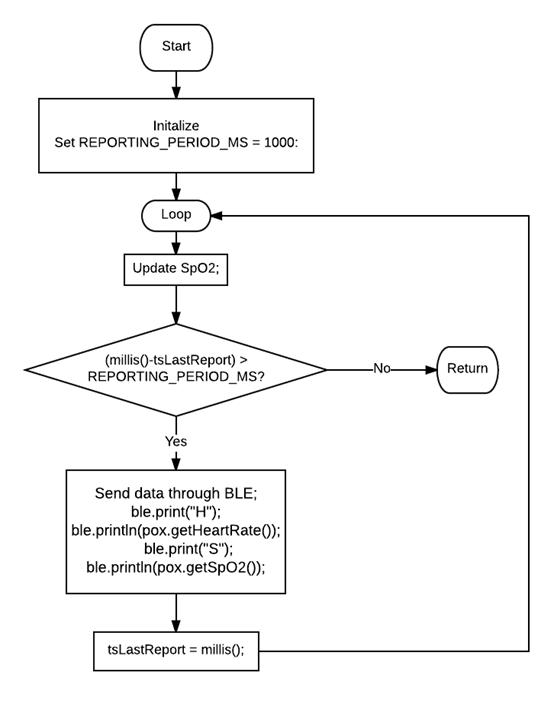 Start
Initalize
Set REPORTING_PERIOD_MS = 1000:
Loop
Update SpO2;
(millis()-tsLastReport) >
REPORTING_PERIOD_MS?
No
Return
Yes
Send data through BLE;
ble.print("H");
ble.println(pox.getHeartRate());
ble.print("S");
ble.println(pox.getSpO2());
tsLastReport = millis();